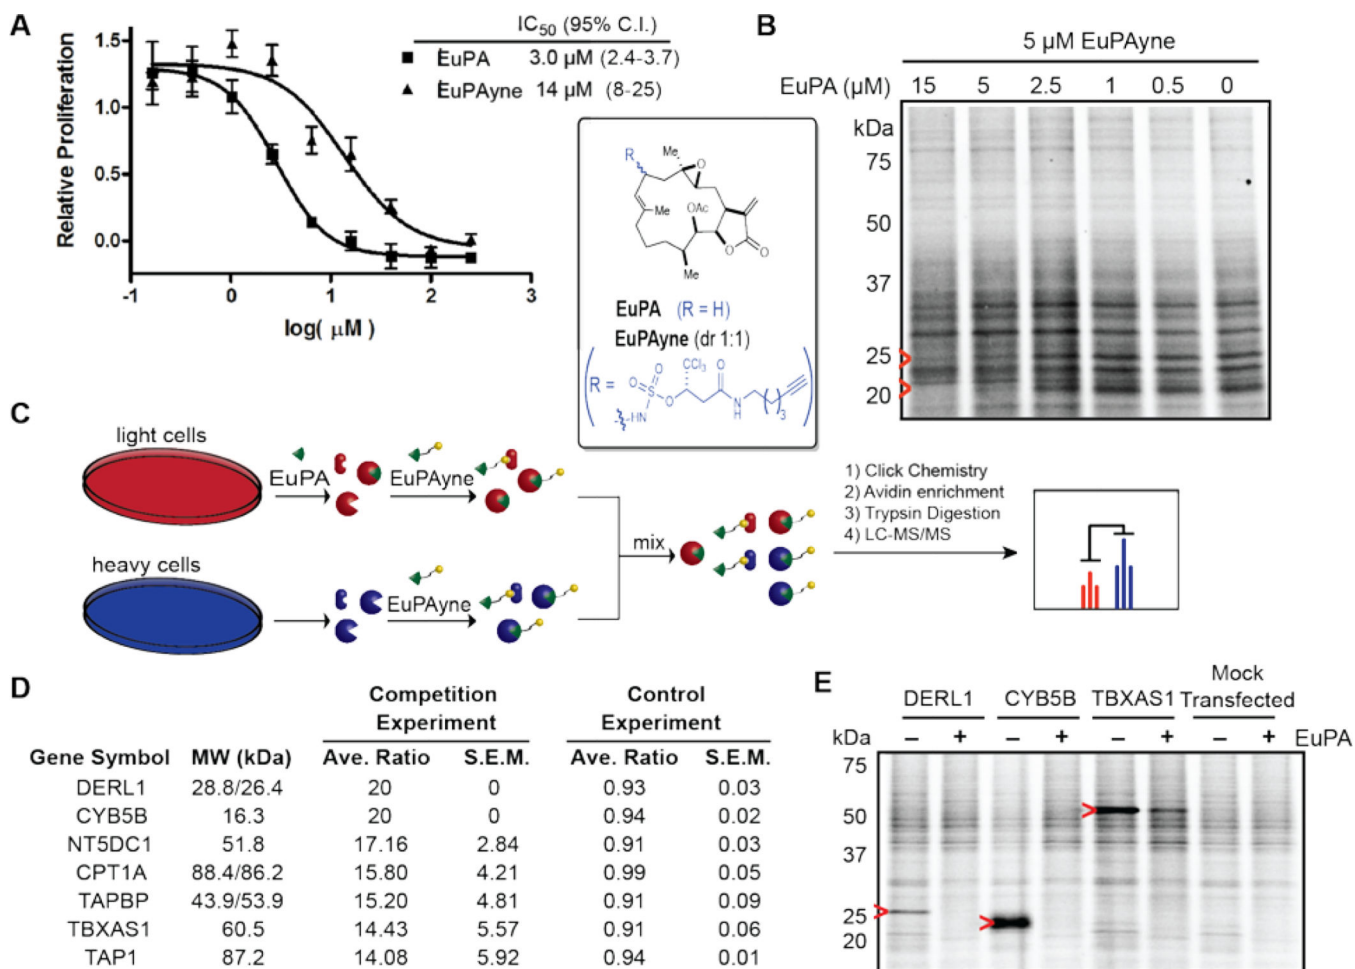 A
IC50 (95% C.I.)
EuPA 3.0 µM (2.4-3.7)
EuPAyne 14 µM (8-25)
1.5
1.0
0.5
0.0
Relative Proliferation
-1 0 1 2 3
log( µM )
R
Me
O
Me
OAc
O
O
Me
EuPA (R = H)
EuPAyne (dr 1:1)
R =
O
O
S
HN
O
CCl3
O
N
H
3
B
5 µM EuPAyne
EuPA (µM) 15 5 2.5 1 0.5 0
kDa
75
50
37
25
20
C
light cells
EuPA
EuPAyne
heavy cells
EuPAyne
mix
1) Click Chemistry
2) Avidin enrichment
3) Trypsin Digestion
4) LC-MS/MS
D
Competition Experiment Control Experiment
Gene Symbol MW (kDa) Ave. Ratio S.E.M. Ave. Ratio S.E.M.
DERL1 28.8/26.4 20 0 0.93 0.03
CYB5B 16.3 20 0 0.94 0.02
NT5DC1 51.8 17.16 2.84 0.91 0.03
CPT1A 88.4/86.2 15.80 4.21 0.99 0.05
TAPBP 43.9/53.9 15.20 4.81 0.91 0.09
TBXAS1 60.5 14.43 5.57 0.91 0.06
TAP1 87.2 14.08 5.92 0.94 0.01
E
DERL1 CYB5B TBXAS1 Mock Transfected
kDa − + − + − + − + EuPA
75
50
37
25
20